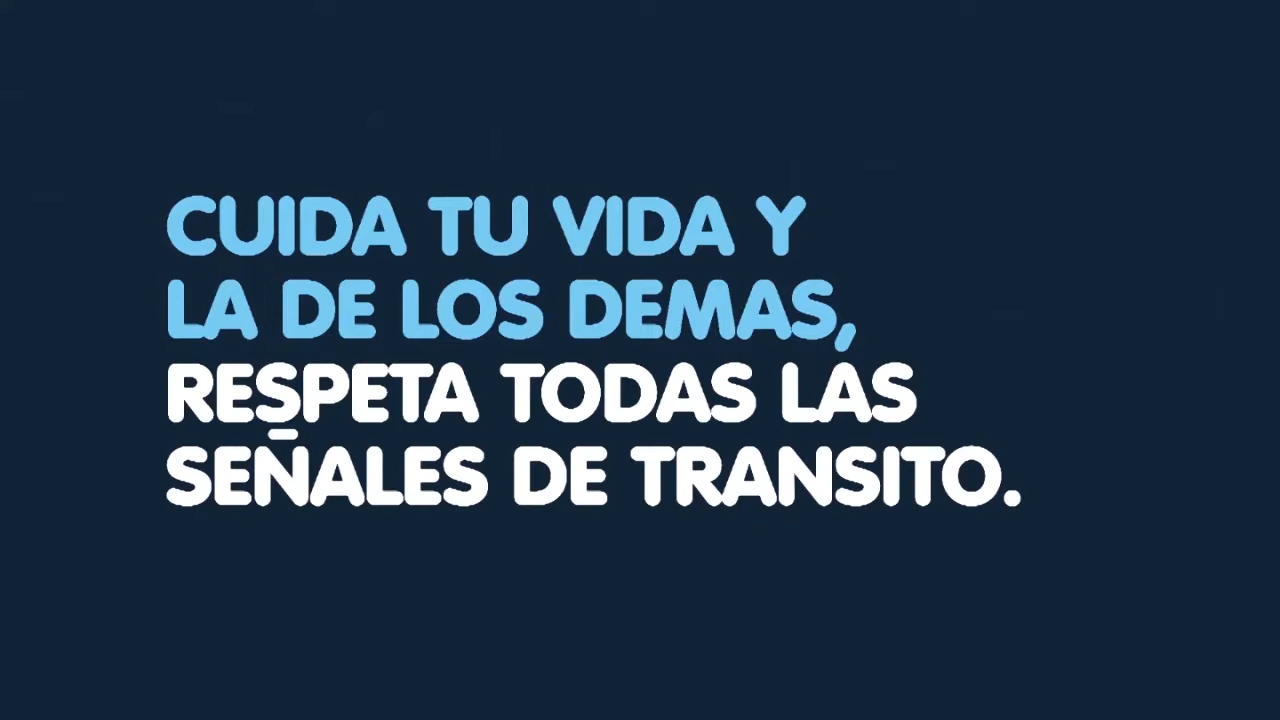 CUIDA TU VIDA Y
LA DE LOS DEMAS,
RESPETA TODAS LAS
SEÑALES DE TRANSITO.